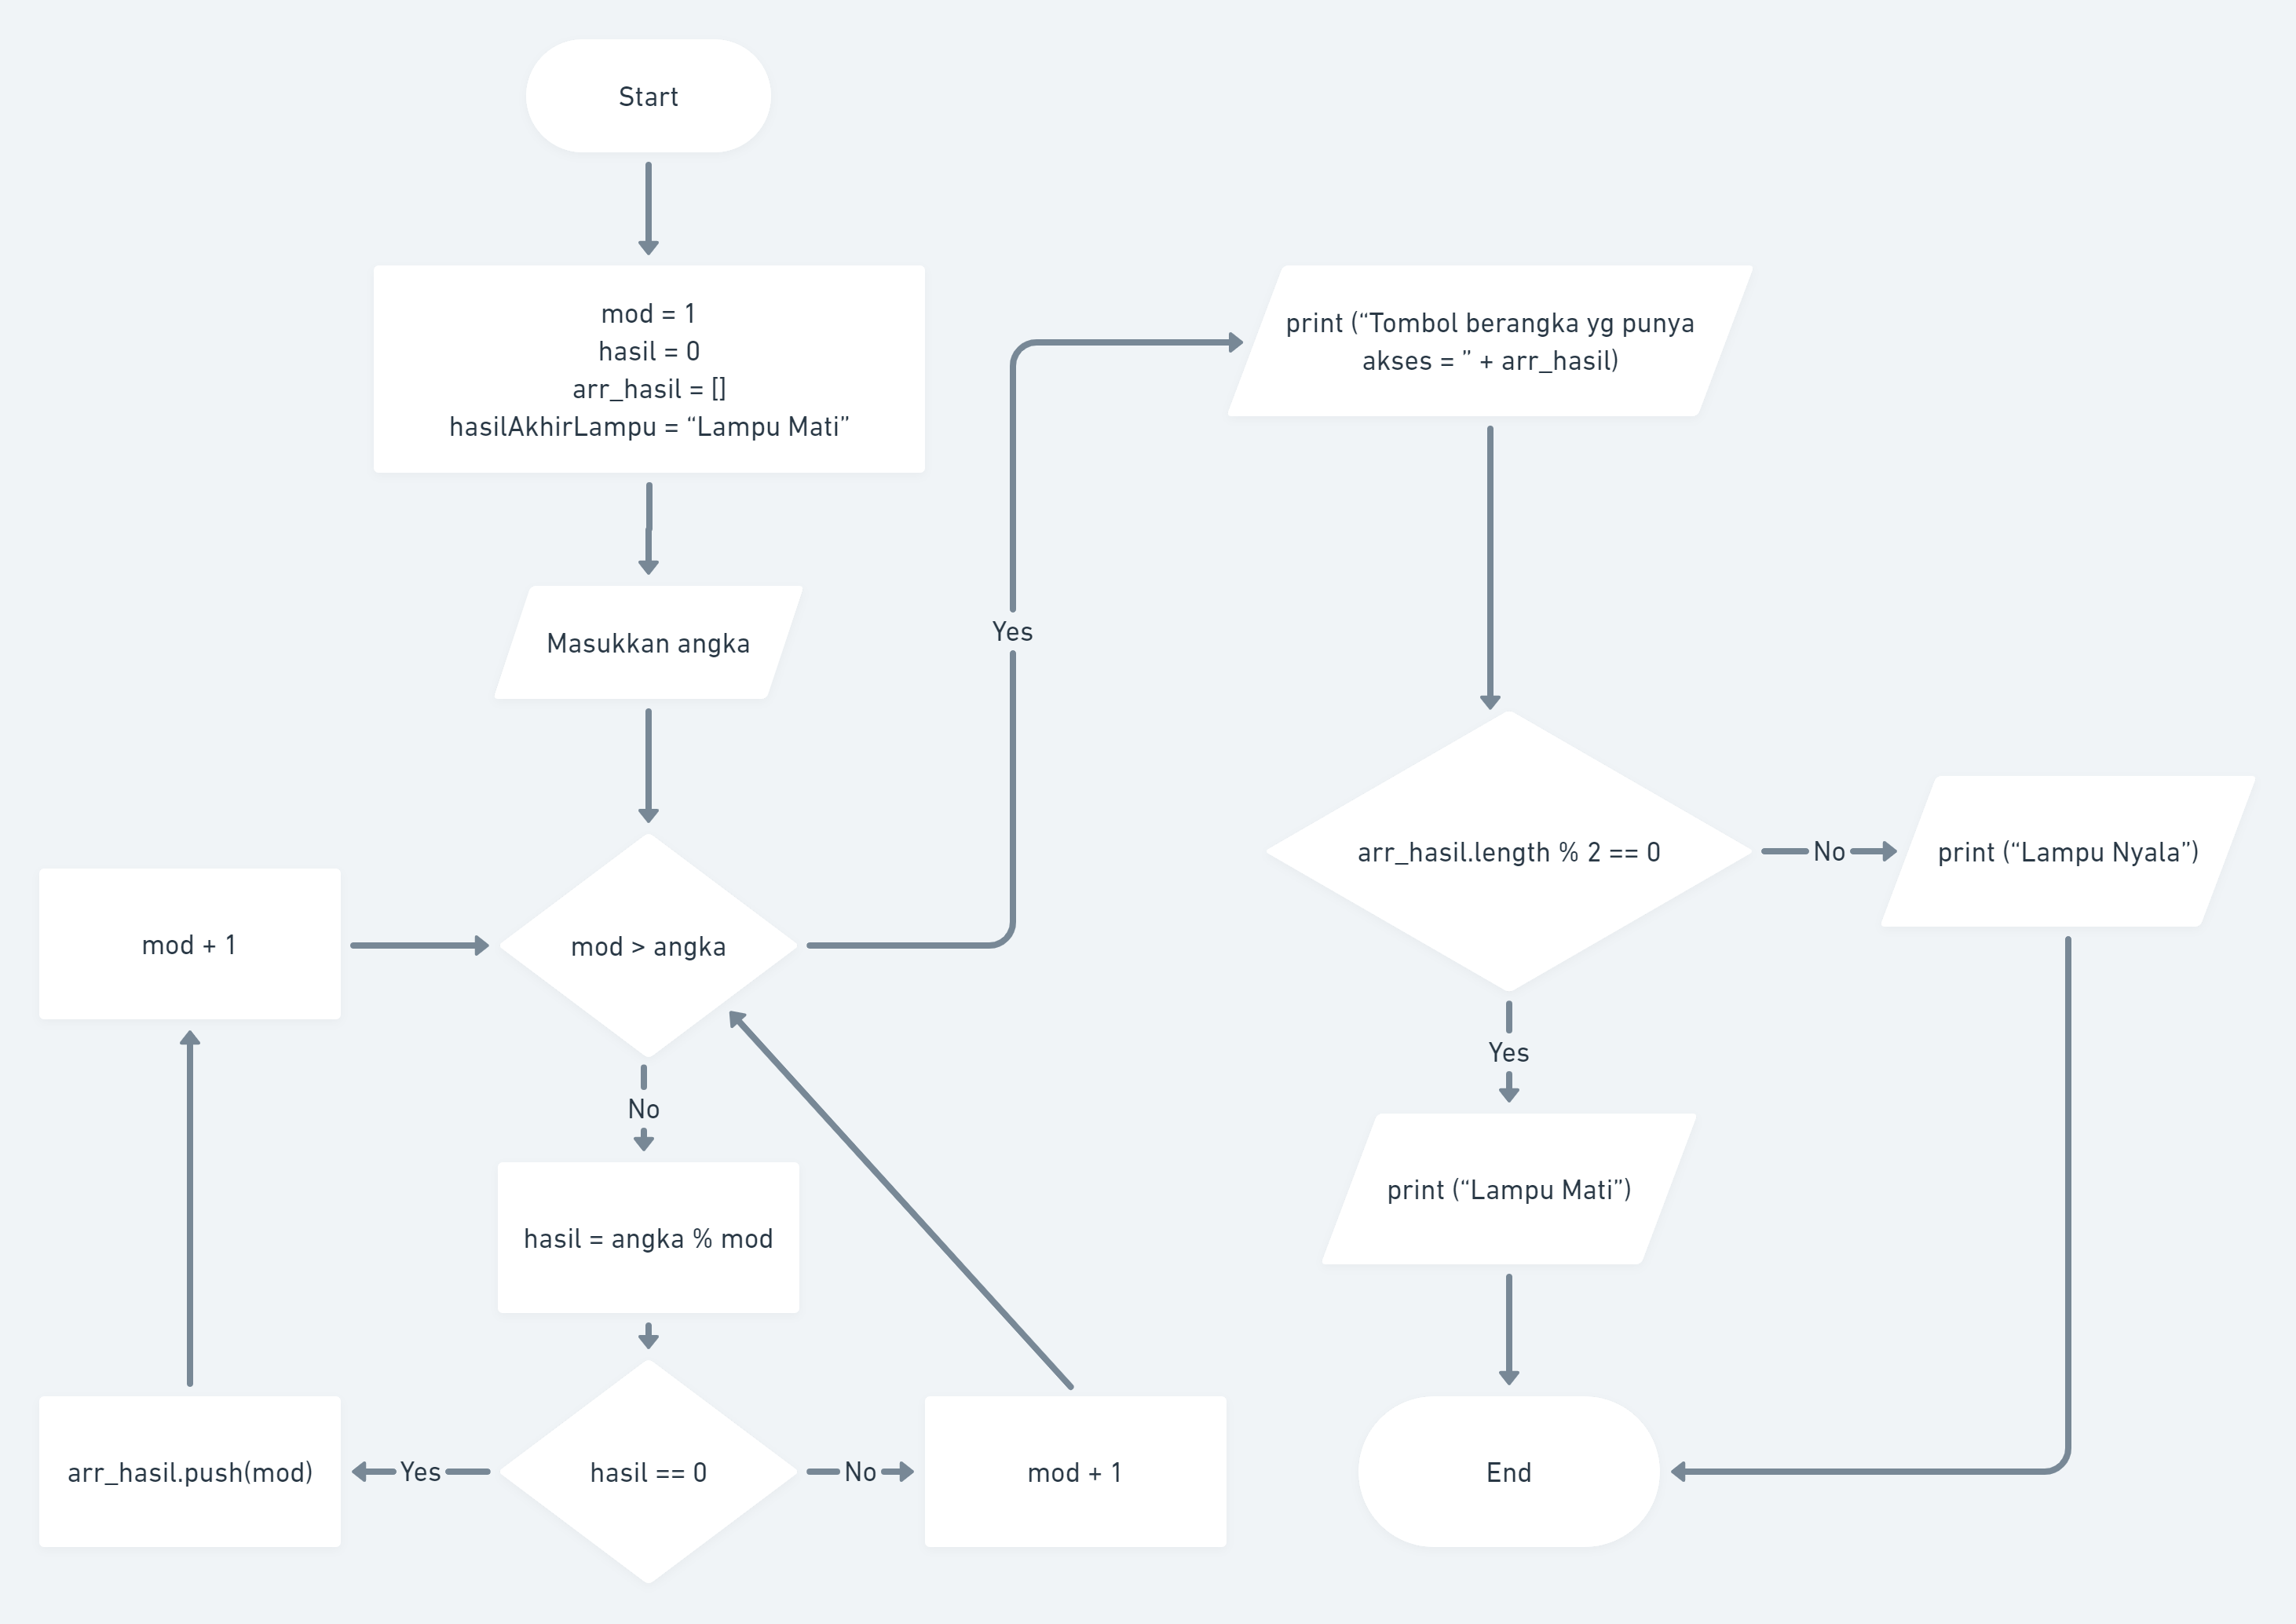 Start
mod = 1
hasil = 0
arr_hasil = []
hasilAkhirLampu = “Lampu Mati”
Masukkan angka
mod > angka
Yes
No
mod + 1
hasil = angka % mod
hasil == 0
Yes
No
arr_hasil.push(mod)
mod + 1
print (“Tombol berangka yg punya
akses = ” + arr_hasil)
arr_hasil.length % 2 == 0
No
print (“Lampu Nyala”)
Yes
print (“Lampu Mati”)
End